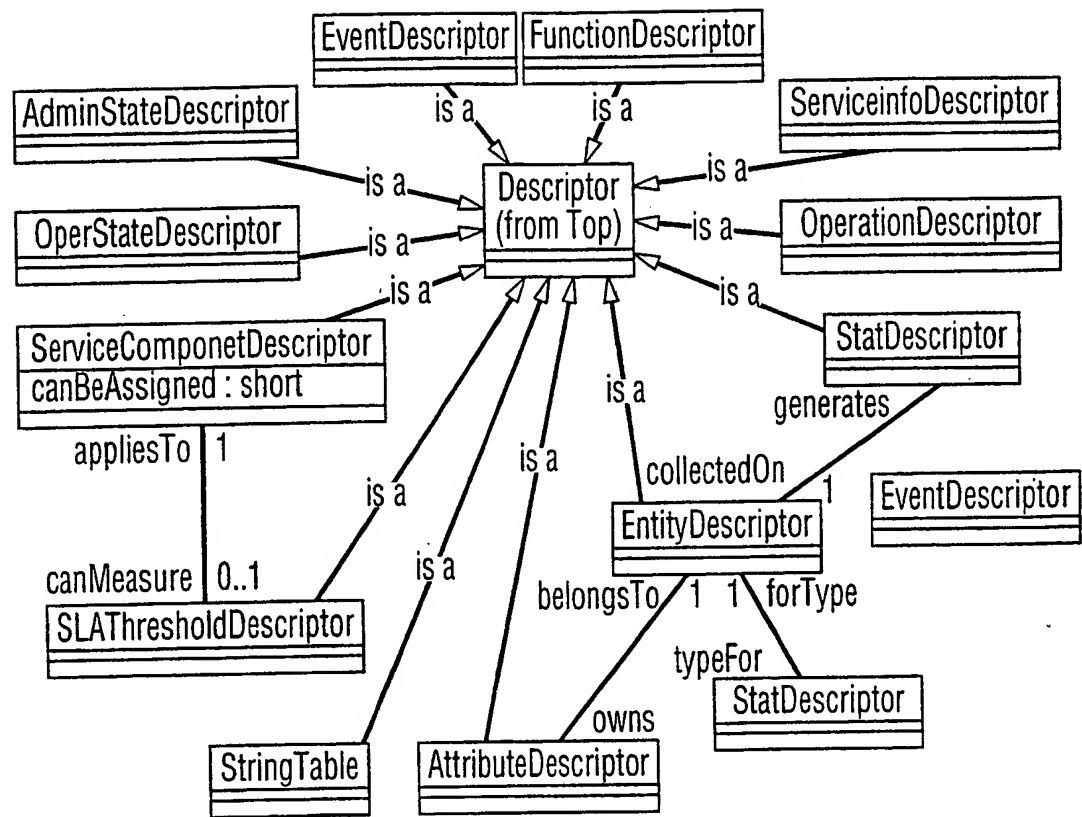 EventDescriptor
FunctionDescriptor
AdminStateDescriptor
ServiceinfoDescriptor
is a
is a
is a
is a
Descriptor
(from Top)
OperStateDescriptor
is a
is a
OperationDescriptor
is a
is a
ServiceComponetDescriptor
canBeAssigned : short
StatDescriptor
is a
generates
appliesTo 1
is a
is a
collectedOn
1
EventDescriptor
EntityDescriptor
is a
canMeasure 0..1
belongsTo 1 1 forType
SLAThresholdDescriptor
typeFor
StatDescriptor
owns
StringTable
AttributeDescriptor